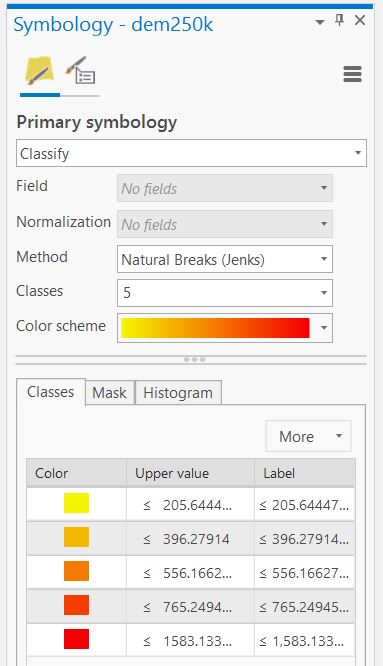 Symbology - dem250k
Primary symbology
Classify
Field No fields
Normalization No fields
Method Natural Breaks (Jenks)
Classes 5
Color scheme
Classes Mask Histogram
More
Color Upper value Label
≤ 205.6444... ≤ 205.64447...
≤ 396.27914 ≤ 396.27914...
≤ 556.1662... ≤ 556.16627...
≤ 765.2494... ≤ 765.24945...
≤ 1583.133... ≤ 1,583.133...